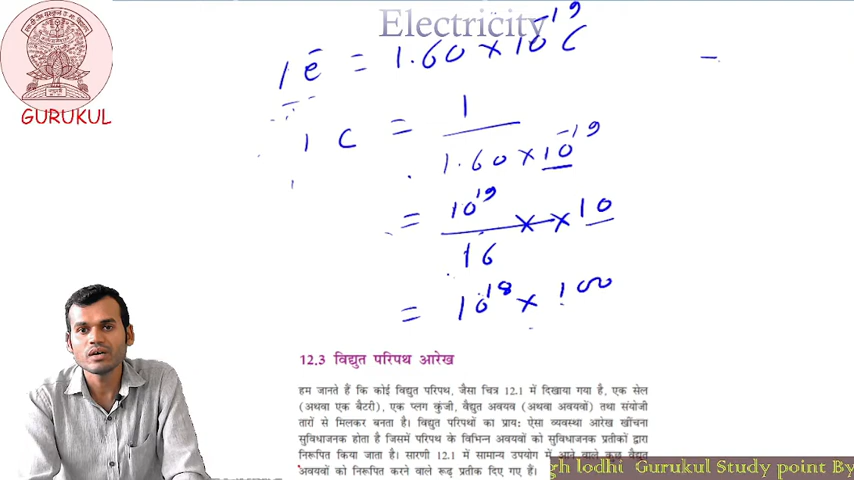 Electricity
GURUKUL
1 e⁻ = 1.60 × 10⁻¹⁹ C
1 C = 1 / 1.60 × 10⁻¹⁹
= 10¹⁹ / 16 × × 10
= 10¹⁸ × 100
12.3 विद्युत परिपथ आरेख
हम जानते हैं कि कोई विद्युत परिपथ, जैसा चित्र 12.1 में दिखाया गया है, एक सेल
(अथवा एक बैटरी), एक प्लग कुंजी, वैद्युत अवयव (अथवा अवयवों) तथा संयोजी
तारों से मिलकर बनता है। विद्युत परिपथों का प्रायः ऐसा व्यवस्था आरेख खींचना
सुविधाजनक होता है जिसमें परिपथ के विभिन्न अवयवों को सुविधाजनक प्रतीकों द्वारा
निरूपित किया जाता है। सारणी 12.1 में सामान्य उपयोग में आने वाले कुछ वैद्युत
अवयवों को निरूपित करने वाले रूढ़ प्रतीक दिए गए हैं।
gh lodhi Gurukul Study point By